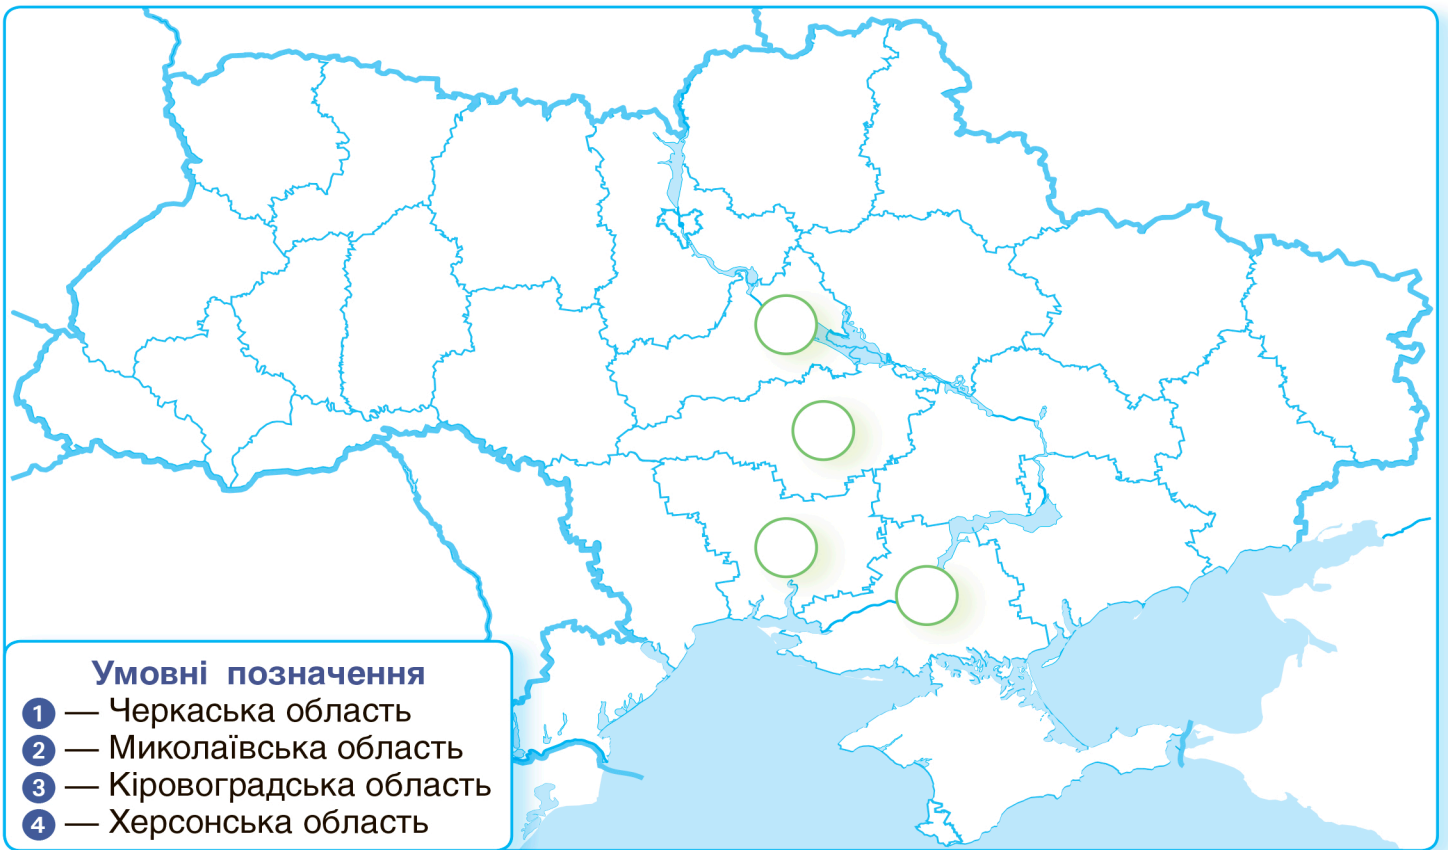 Умовні позначення
1 — Черкаська область
2 — Миколаївська область
3 — Кіровоградська область
4 — Херсонська область